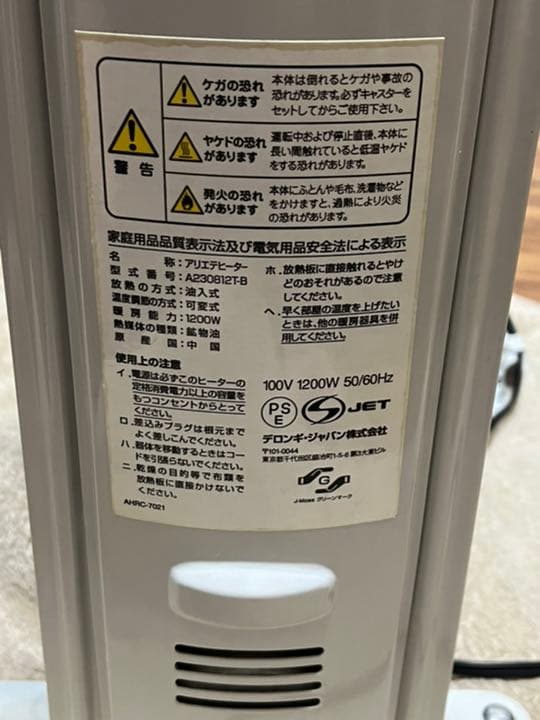 警告
ケガの恐れ
があります
本体は倒れるとケガや事故の
恐れがあります。必ずキャスターを
セットしてからご使用下さい。
ヤケドの恐れ
があります
運転中および停止直後、本体に
長い間触れていると低温ヤケド
をする恐れがあります。
発火の恐れ
があります
本体にふとんや毛布、洗濯物など
をかけますと、過熱により火災
の恐れがあります。
家庭用品品質表示法及び電気用品安全法による表示
名称:アリエテヒーター
型式番号:A230812T-B
放熱の方式:油入式
温度調節の方式:可変式
暖房能力:1200W
熱媒体の種類:鉱物油
原産国:中国
使用上の注意
イ.電源は必ずこのヒーターの
定格消費電力以上の容量を
もつコンセントからとって
ください。
ロ.差込みプラグは根元まで
よく差しこんでください。
ハ.器体を移動するときはコー
ドを引張らないでください。
ニ.乾燥の目的等で布類を
放熱板に直接かけないで
ください。
AHRC-7021
ホ.放熱板に直接触れるとやけ
どのおそれがあるので注意
してください。
ヘ.早く部屋の温度を上げたい
ときは、他の暖房器具を併
用してください。
100V 1200W 50/60Hz
PS
E
JET
デロンギ・ジャパン株式会社
〒101-0044
東京都千代田区鍛冶町1-5-6 第3大東ビル
G
J-Moss グリーンマーク